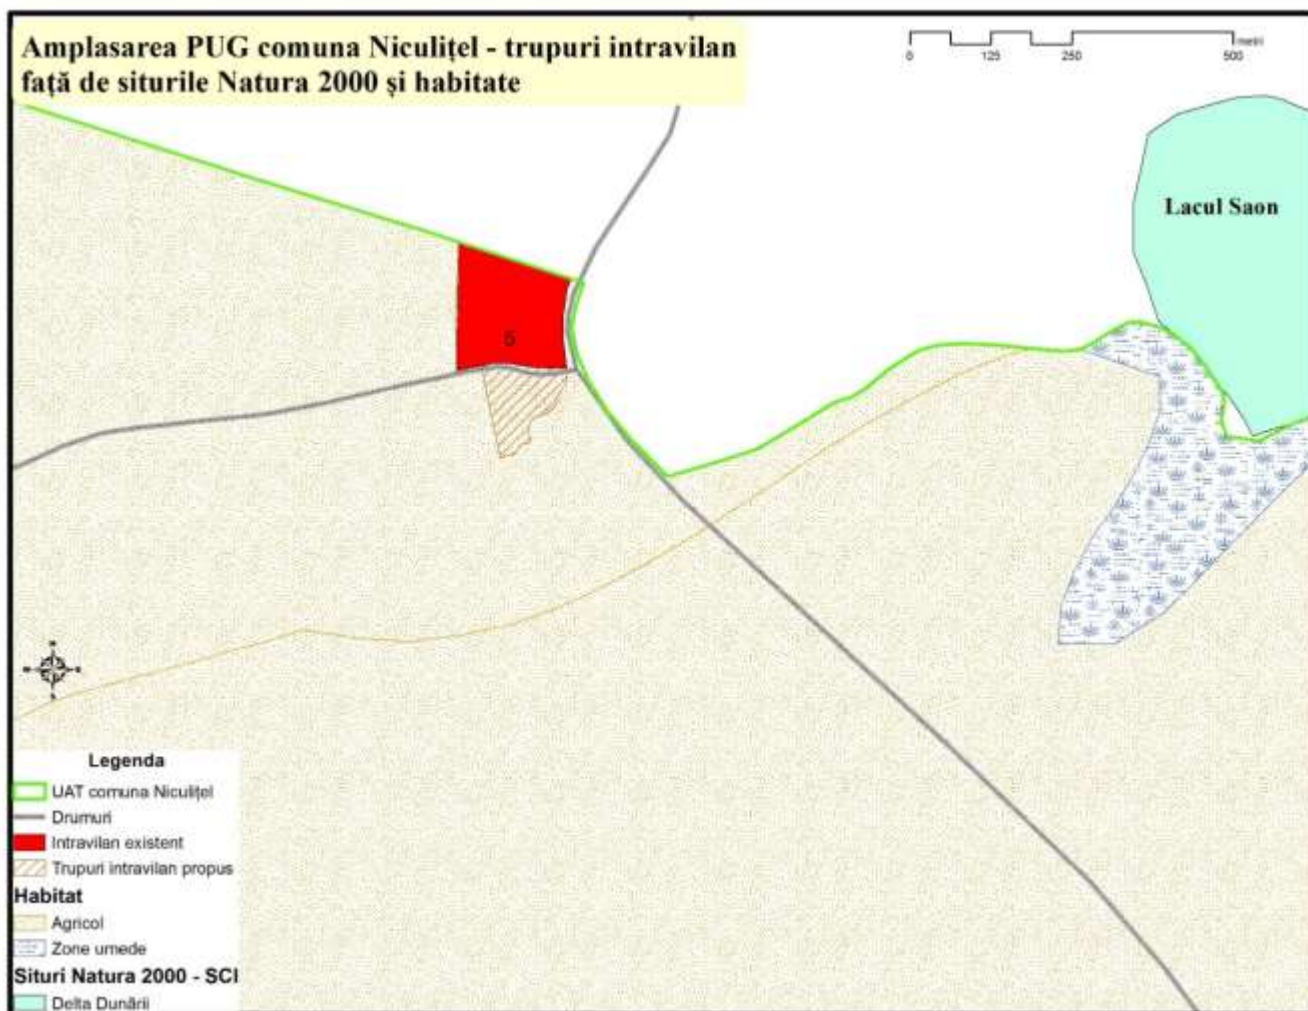 Amplasarea PUG comuna Niculițel - trupuri intravilan
față de siturile Natura 2000 și habitate
metri
0 125 250 500
Lacul Saon
5
Legenda
UAT comuna Niculițel
Drumuri
Intravilan existent
Trupuri intravilan propus
Habitat
Agricol
Zone umede
Situri Natura 2000 - SCI
Delta Dunării